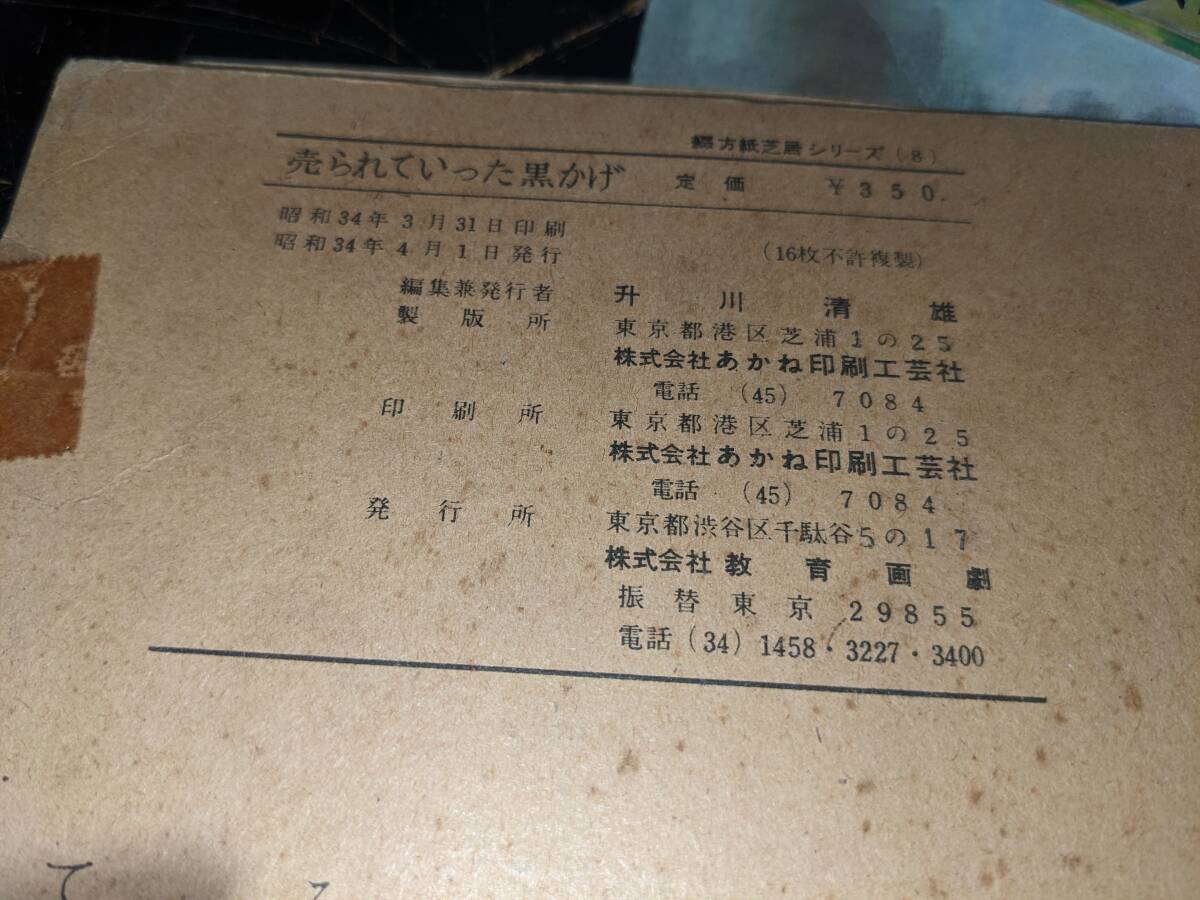 綴方紙芝居シリーズ(8)
売られていった黒かげ 定価 ¥350.
昭和34年3月31日印刷
昭和34年4月1日発行 (16枚不許複製)
編集兼発行者 升川清雄
製版所 東京都港区芝浦1の25
株式会社あかね印刷工芸社
電話 (45) 7084
印刷所 東京都港区芝浦1の25
株式会社あかね印刷工芸社
電話 (45) 7084
発行所 東京都渋谷区千駄谷5の17
株式会社教育画劇
振替東京29855
電話(34)1458・3227・3400
て